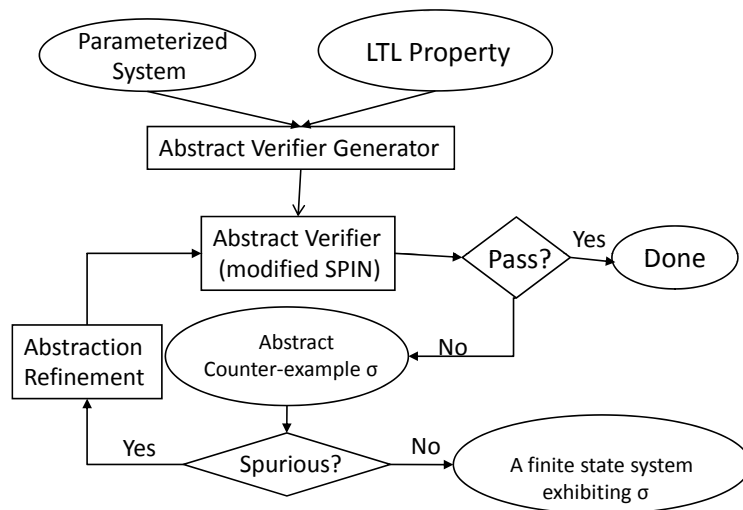 Parameterized
System
LTL Property
Abstract Verifier Generator
Abstract Verifier
(modified SPIN)
Pass?
Yes
Done
No
Abstract
Counter-example σ
Abstraction
Refinement
Yes
Spurious?
No
A finite state system
exhibiting σ